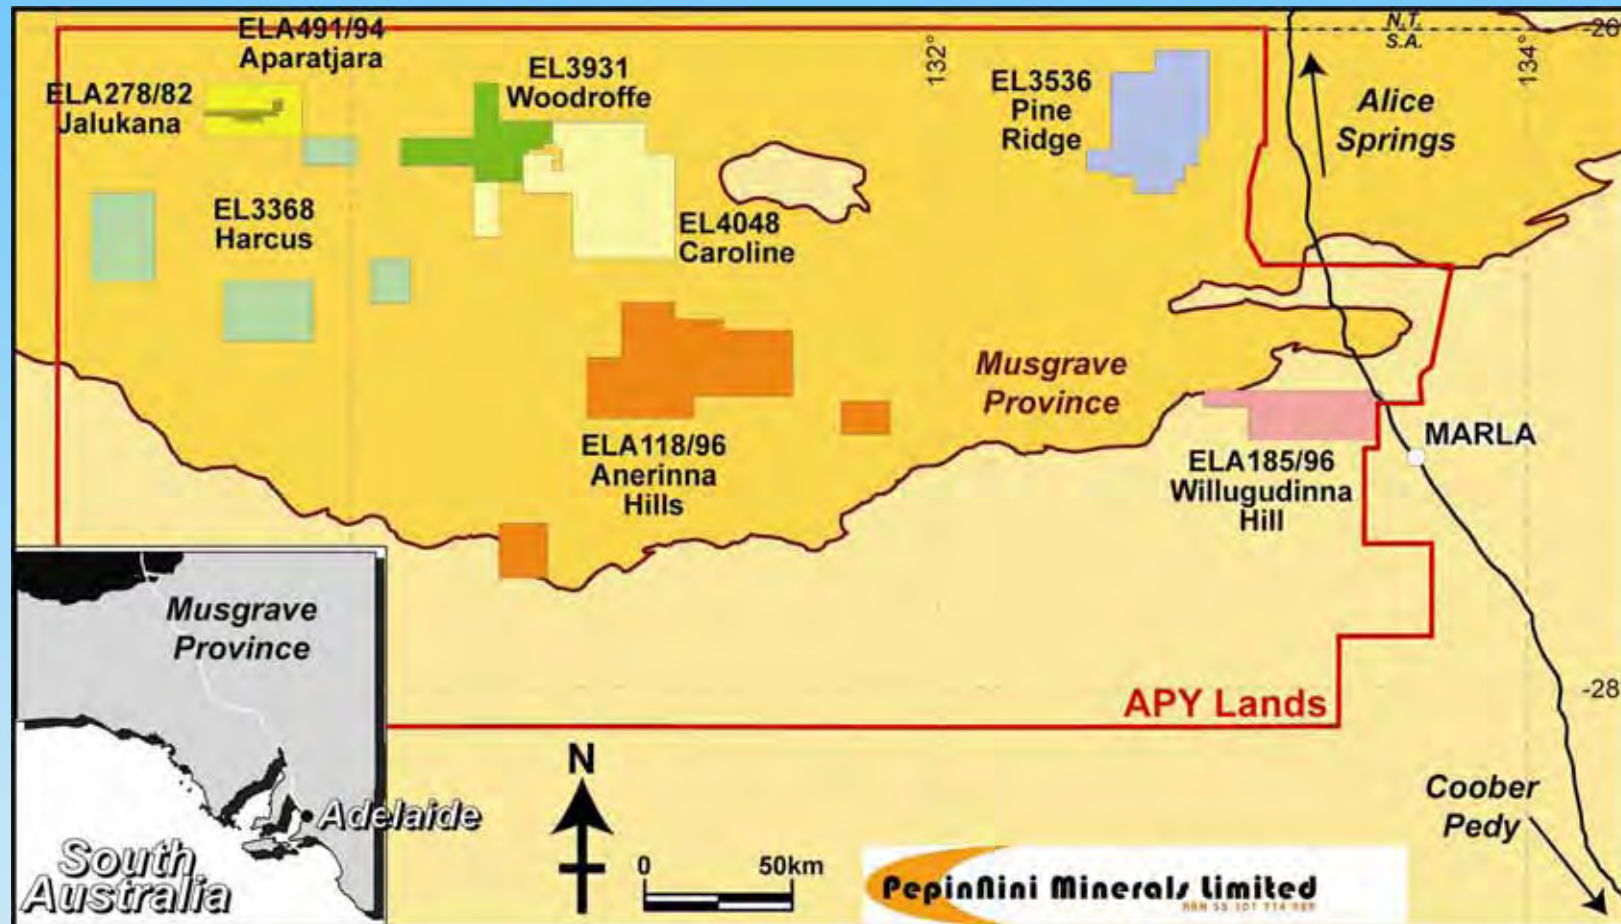 N.T.
S.A.
-26
132°
134°
ELA491/94
Aparatjara
ELA278/82
Jalukana
EL3931
Woodroffe
EL3536
Pine
Ridge
Alice
Springs
EL3368
Harcus
EL4048
Caroline
Musgrave
Province
ELA118/96
Anerinna
Hills
MARLA
ELA185/96
Willugudinna
Hill
APY Lands
-28
Coober
Pedy
Musgrave
Province
Adelaide
South
Australia
N
0 50km
PepinNini Minerals Limited